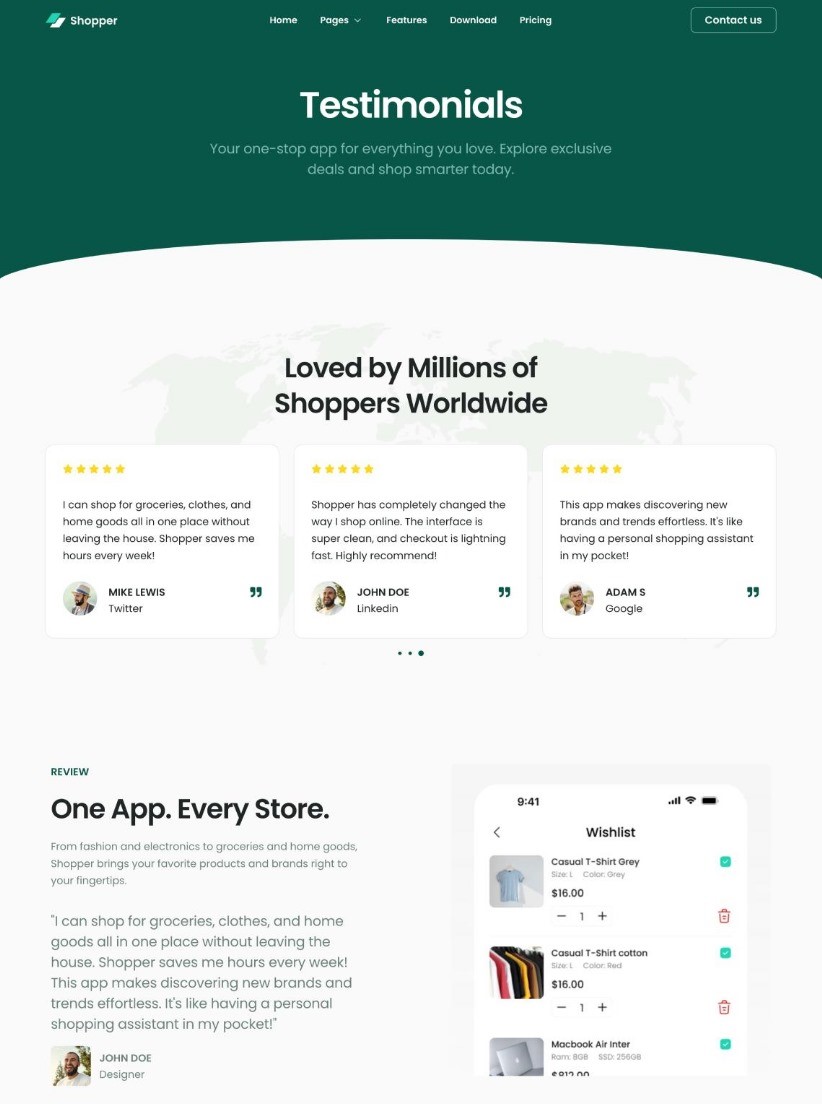 Shopper
Home
Pages
Features
Download
Pricing
Contact us
Testimonials
Your one-stop app for everything you love. Explore exclusive
deals and shop smarter today.
Loved by Millions of
Shoppers Worldwide
I can shop for groceries, clothes, and
home goods all in one place without
leaving the house. Shopper saves me
hours every week!
MIKE LEWIS
Twitter
Shopper has completely changed the
way I shop online. The interface is
super clean, and checkout is lightning
fast. Highly recommend!
JOHN DOE
Linkedin
This app makes discovering new
brands and trends effortless. It's like
having a personal shopping assistant
in my pocket!
ADAM S
Google
REVIEW
One App. Every Store.
From fashion and electronics to groceries and home goods,
Shopper brings your favorite products and brands right to
your fingertips.
"I can shop for groceries, clothes, and home
goods all in one place without leaving the
house. Shopper saves me hours every week!
This app makes discovering new brands and
trends effortless. It's like having a personal
shopping assistant in my pocket!"
JOHN DOE
Designer
9:41
Wishlist
Casual T-Shirt Grey
Size: L Color: Grey
$16.00
1
Casual T-Shirt cotton
Size: L Color: Red
$16.00
1
Macbook Air Inter
Ram: 8GB SSD: 256GB
$812.00